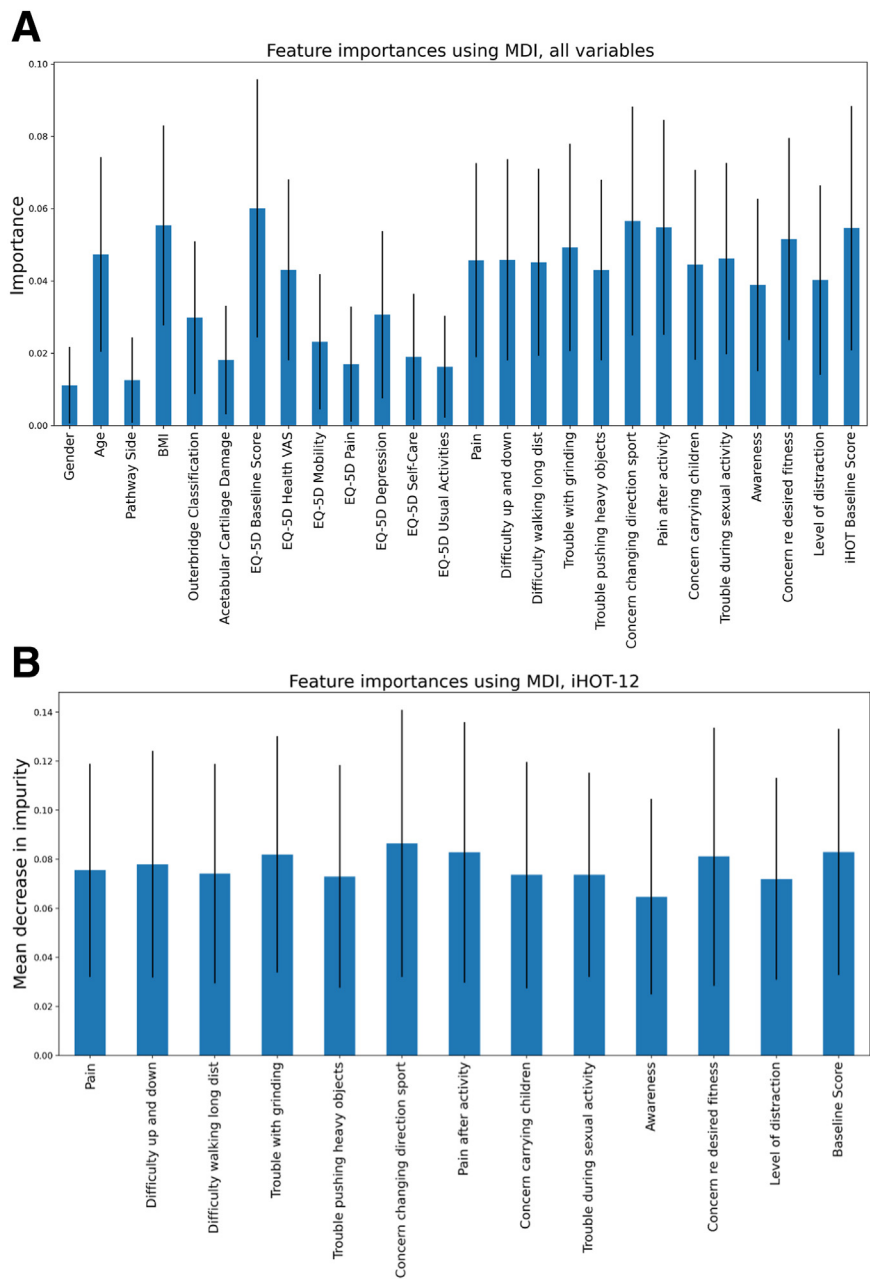 A
Feature importances using MDI, all variables
Importance
0.10
0.08
0.06
0.04
0.02
0.00
Gender
Age
Pathway Side
BMI
Outerbridge Classification
Acetabular Cartilage Damage
EQ-5D Baseline Score
EQ-5D Health VAS
EQ-5D Mobility
EQ-5D Pain
EQ-5D Depression
EQ-5D Self-Care
EQ-5D Usual Activities
Pain
Difficulty up and down
Difficulty walking long dist
Trouble with grinding
Trouble pushing heavy objects
Concern changing direction sport
Pain after activity
Concern carrying children
Trouble during sexual activity
Awareness
Concern re desired fitness
Level of distraction
iHOT Baseline Score
B
Feature importances using MDI, iHOT-12
Mean decrease in impurity
0.14
0.12
0.10
0.08
0.06
0.04
0.02
0.00
Pain
Difficulty up and down
Difficulty walking long dist
Trouble with grinding
Trouble pushing heavy objects
Concern changing direction sport
Pain after activity
Concern carrying children
Trouble during sexual activity
Awareness
Concern re desired fitness
Level of distraction
Baseline Score